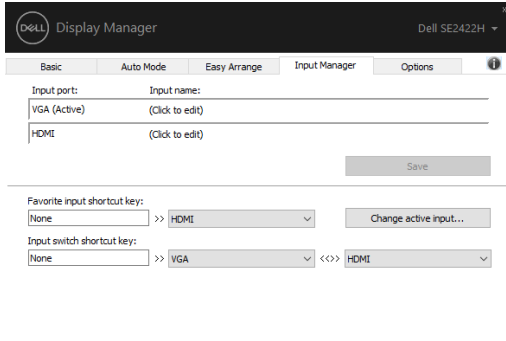 DELL Display Manager Dell SE2422H
Basic Auto Mode Easy Arrange Input Manager Options
Input port: Input name:
VGA (Active) (Click to edit)
HDMI (Click to edit)
Save
Favorite input shortcut key:
None >> HDMI Change active input...
Input switch shortcut key:
None >> VGA <<>> HDMI